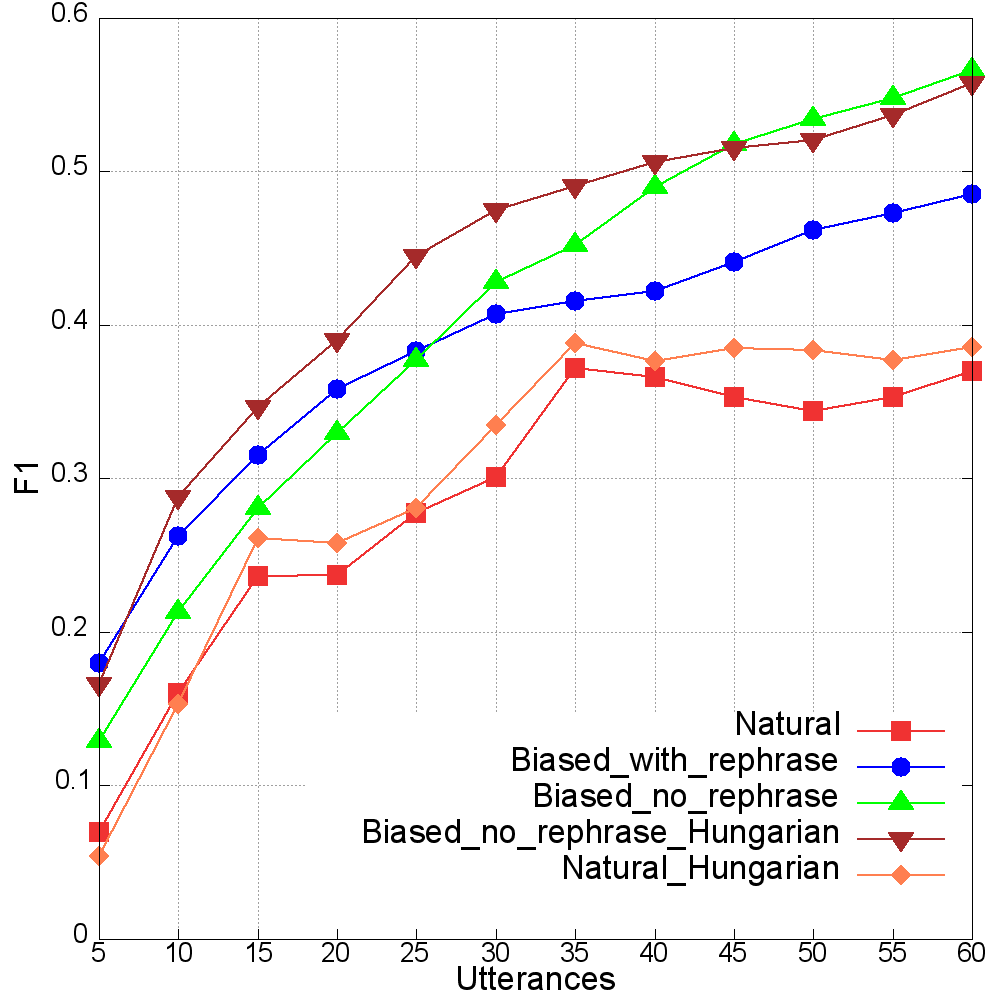 0.6
0.5
0.4
0.3
0.2
0.1
0
F1
Natural
Biased_with_rephrase
Biased_no_rephrase
Biased_no_rephrase_Hungarian
Natural_Hungarian
5 10 15 20 25 30 35 40 45 50 55 60
Utterances